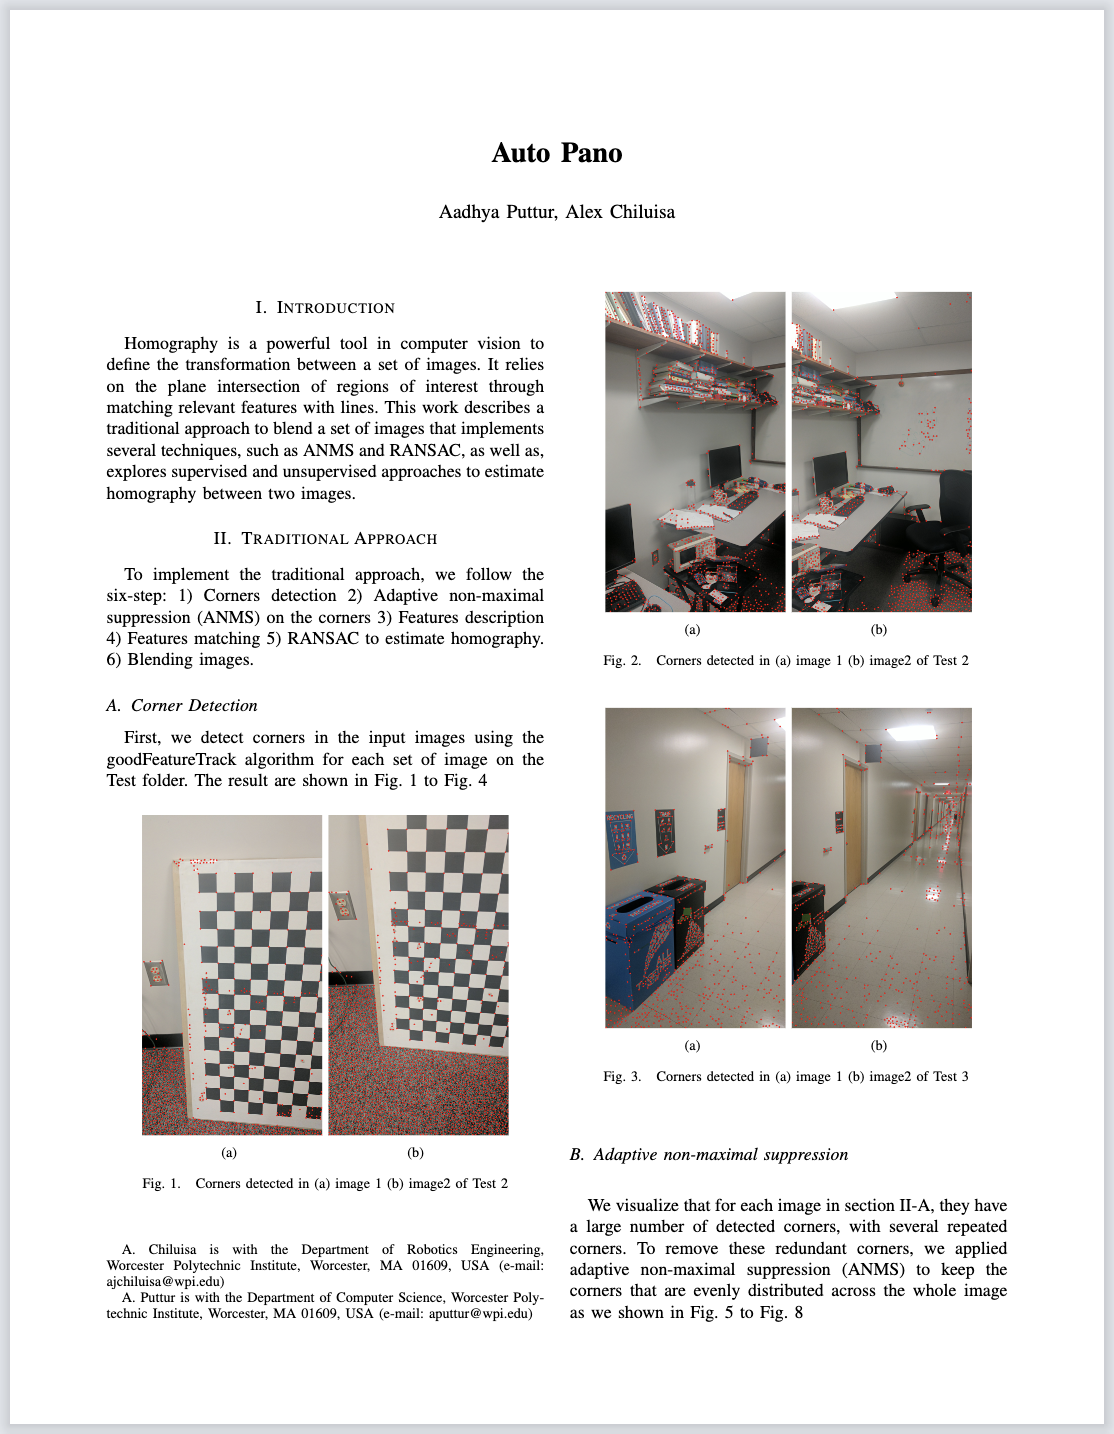 Auto Pano
Aadhya Puttur, Alex Chiluisa
I. INTRODUCTION
Homography is a powerful tool in computer vision to
define the transformation between a set of images. It relies
on the plane intersection of regions of interest through
matching relevant features with lines. This work describes a
traditional approach to blend a set of images that implements
several techniques, such as ANMS and RANSAC, as well as,
explores supervised and unsupervised approaches to estimate
homography between two images.
II. TRADITIONAL APPROACH
To implement the traditional approach, we follow the
six-step: 1) Corners detection 2) Adaptive non-maximal
suppression (ANMS) on the corners 3) Features description
4) Features matching 5) RANSAC to estimate homography.
6) Blending images.
A. Corner Detection
First, we detect corners in the input images using the
goodFeatureTrack algorithm for each set of image on the
Test folder. The result are shown in Fig. 1 to Fig. 4
(a)
(b)
Fig. 1. Corners detected in (a) image 1 (b) image2 of Test 2
A. Chiluisa is with the Department of Robotics Engineering,
Worcester Polytechnic Institute, Worcester, MA 01609, USA (e-mail:
ajchiluisa@wpi.edu)
A. Puttur is with the Department of Computer Science, Worcester Poly-
technic Institute, Worcester, MA 01609, USA (e-mail: aputtur@wpi.edu)
(a)
(b)
Fig. 2. Corners detected in (a) image 1 (b) image2 of Test 2
RECYCLING
(a)
(b)
Fig. 3. Corners detected in (a) image 1 (b) image2 of Test 3
B. Adaptive non-maximal suppression
We visualize that for each image in section II-A, they have
a large number of detected corners, with several repeated
corners. To remove these redundant corners, we applied
adaptive non-maximal suppression (ANMS) to keep the
corners that are evenly distributed across the whole image
as we shown in Fig. 5 to Fig. 8